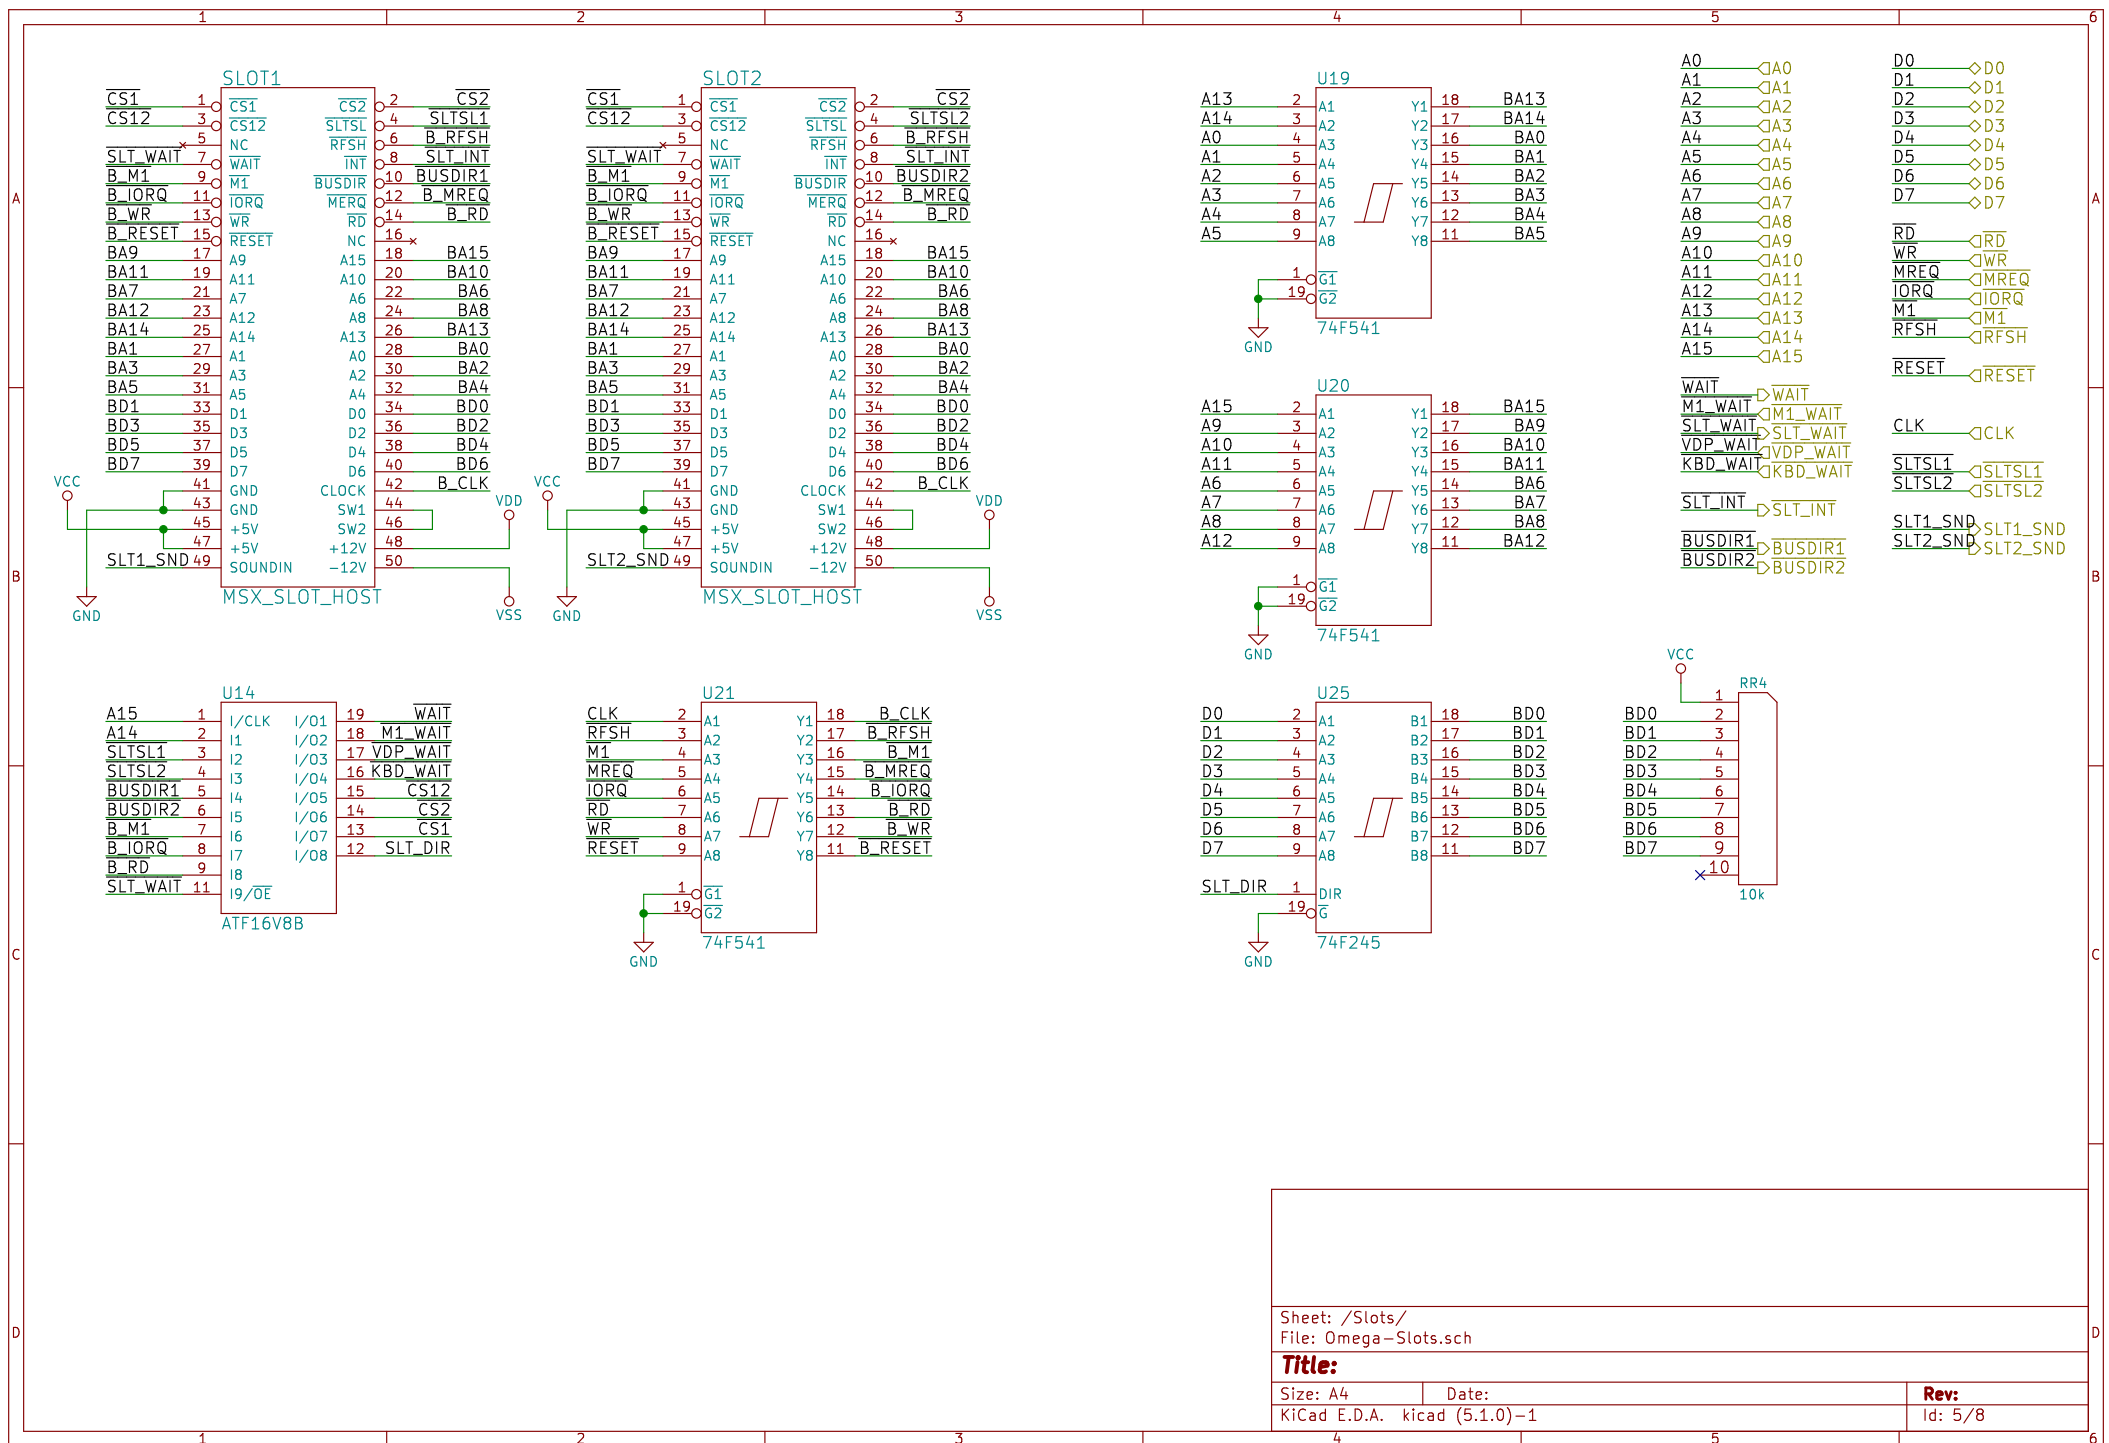 1 2 3 4 5 6
SLOT1
CS1 1 CS1 CS2 2 CS2
CS12 3 CS12 SLTSL 4 SLTSL1
5 NC RFSH 6 B_RFSH
SLT_WAIT 7 WAIT INT 8 SLT_INT
B_M1 9 M1 BUSDIR 10 BUSDIR1
B_IORQ 11 IORQ MERQ 12 B_MREQ
B_WR 13 WR RD 14 B_RD
B_RESET 15 RESET NC 16
BA9 17 A9 A15 18 BA15
BA11 19 A11 A10 20 BA10
BA7 21 A7 A6 22 BA6
BA12 23 A12 A8 24 BA8
BA14 25 A14 A13 26 BA13
BA1 27 A1 A0 28 BA0
BA3 29 A3 A2 30 BA2
BA5 31 A5 A4 32 BA4
BD1 33 D1 D0 34 BD0
BD3 35 D3 D2 36 BD2
BD5 37 D5 D4 38 BD4
BD7 39 D7 D6 40 BD6
VCC 41 GND CLOCK 42 B_CLK
43 GND SW1 44 VDD
45 +5V SW2 46
47 +5V +12V 48
SLT1_SND 49 SOUNDIN -12V 50
MSX_SLOT_HOST
GND VSS
SLOT2
CS1 1 CS1 CS2 2 CS2
CS12 3 CS12 SLTSL 4 SLTSL2
5 NC RFSH 6 B_RFSH
SLT_WAIT 7 WAIT INT 8 SLT_INT
B_M1 9 M1 BUSDIR 10 BUSDIR2
B_IORQ 11 IORQ MERQ 12 B_MREQ
B_WR 13 WR RD 14 B_RD
B_RESET 15 RESET NC 16
BA9 17 A9 A15 18 BA15
BA11 19 A11 A10 20 BA10
BA7 21 A7 A6 22 BA6
BA12 23 A12 A8 24 BA8
BA14 25 A14 A13 26 BA13
BA1 27 A1 A0 28 BA0
BA3 29 A3 A2 30 BA2
BA5 31 A5 A4 32 BA4
BD1 33 D1 D0 34 BD0
BD3 35 D3 D2 36 BD2
BD5 37 D5 D4 38 BD4
BD7 39 D7 D6 40 BD6
VCC 41 GND CLOCK 42 B_CLK
43 GND SW1 44 VDD
45 +5V SW2 46
47 +5V +12V 48
SLT2_SND 49 SOUNDIN -12V 50
MSX_SLOT_HOST
GND VSS
U19
A13 2 A1 Y1 18 BA13
A14 3 A2 Y2 17 BA14
A0 4 A3 Y3 16 BA0
A1 5 A4 Y4 15 BA1
A2 6 A5 Y5 14 BA2
A3 7 A6 Y6 13 BA3
A4 8 A7 Y7 12 BA4
A5 9 A8 Y8 11 BA5
1 G1
19 G2
74F541
GND
U20
A15 2 A1 Y1 18 BA15
A9 3 A2 Y2 17 BA9
A10 4 A3 Y3 16 BA10
A11 5 A4 Y4 15 BA11
A6 6 A5 Y5 14 BA6
A7 7 A6 Y6 13 BA7
A8 8 A7 Y7 12 BA8
A12 9 A8 Y8 11 BA12
1 G1
19 G2
74F541
GND
A0 A0
A1 A1
A2 A2
A3 A3
A4 A4
A5 A5
A6 A6
A7 A7
A8 A8
A9 A9
A10 A10
A11 A11
A12 A12
A13 A13
A14 A14
A15 A15
WAIT WAIT
M1_WAIT M1_WAIT
SLT_WAIT SLT_WAIT
VDP_WAIT VDP_WAIT
KBD_WAIT KBD_WAIT
SLT_INT SLT_INT
BUSDIR1 BUSDIR1
BUSDIR2 BUSDIR2
D0 D0
D1 D1
D2 D2
D3 D3
D4 D4
D5 D5
D6 D6
D7 D7
RD RD
WR WR
MREQ MREQ
IORQ IORQ
M1 M1
RFSH RFSH
RESET RESET
CLK CLK
SLTSL1 SLTSL1
SLTSL2 SLTSL2
SLT1_SND SLT1_SND
SLT2_SND SLT2_SND
U14
A15 1 I/CLK I/O1 19 WAIT
A14 2 I1 I/O2 18 M1_WAIT
SLTSL1 3 I2 I/O3 17 VDP_WAIT
SLTSL2 4 I3 I/O4 16 KBD_WAIT
BUSDIR1 5 I4 I/O5 15 CS12
BUSDIR2 6 I5 I/O6 14 CS2
B_M1 7 I6 I/O7 13 CS1
B_IORQ 8 I7 I/O8 12 SLT_DIR
B_RD 9 I8
SLT_WAIT 11 I9/OE
ATF16V8B
U21
CLK 2 A1 Y1 18 B_CLK
RFSH 3 A2 Y2 17 B_RFSH
M1 4 A3 Y3 16 B_M1
MREQ 5 A4 Y4 15 B_MREQ
IORQ 6 A5 Y5 14 B_IORQ
RD 7 A6 Y6 13 B_RD
WR 8 A7 Y7 12 B_WR
RESET 9 A8 Y8 11 B_RESET
1 G1
19 G2
74F541
GND
U25
D0 2 A1 B1 18 BD0
D1 3 A2 B2 17 BD1
D2 4 A3 B3 16 BD2
D3 5 A4 B4 15 BD3
D4 6 A5 B5 14 BD4
D5 7 A6 B6 13 BD5
D6 8 A7 B7 12 BD6
D7 9 A8 B8 11 BD7
SLT_DIR 1 DIR
19 G
74F245
GND
VCC
RR4
1
BD0 2
BD1 3
BD2 4
BD3 5
BD4 6
BD5 7
BD6 8
BD7 9
10
10k
A A
B B
C C
D D
Sheet: /Slots/
File: Omega-Slots.sch
Title:
Size: A4 Date: Rev:
KiCad E.D.A. kicad (5.1.0)-1 Id: 5/8
1 2 3 4 5 6